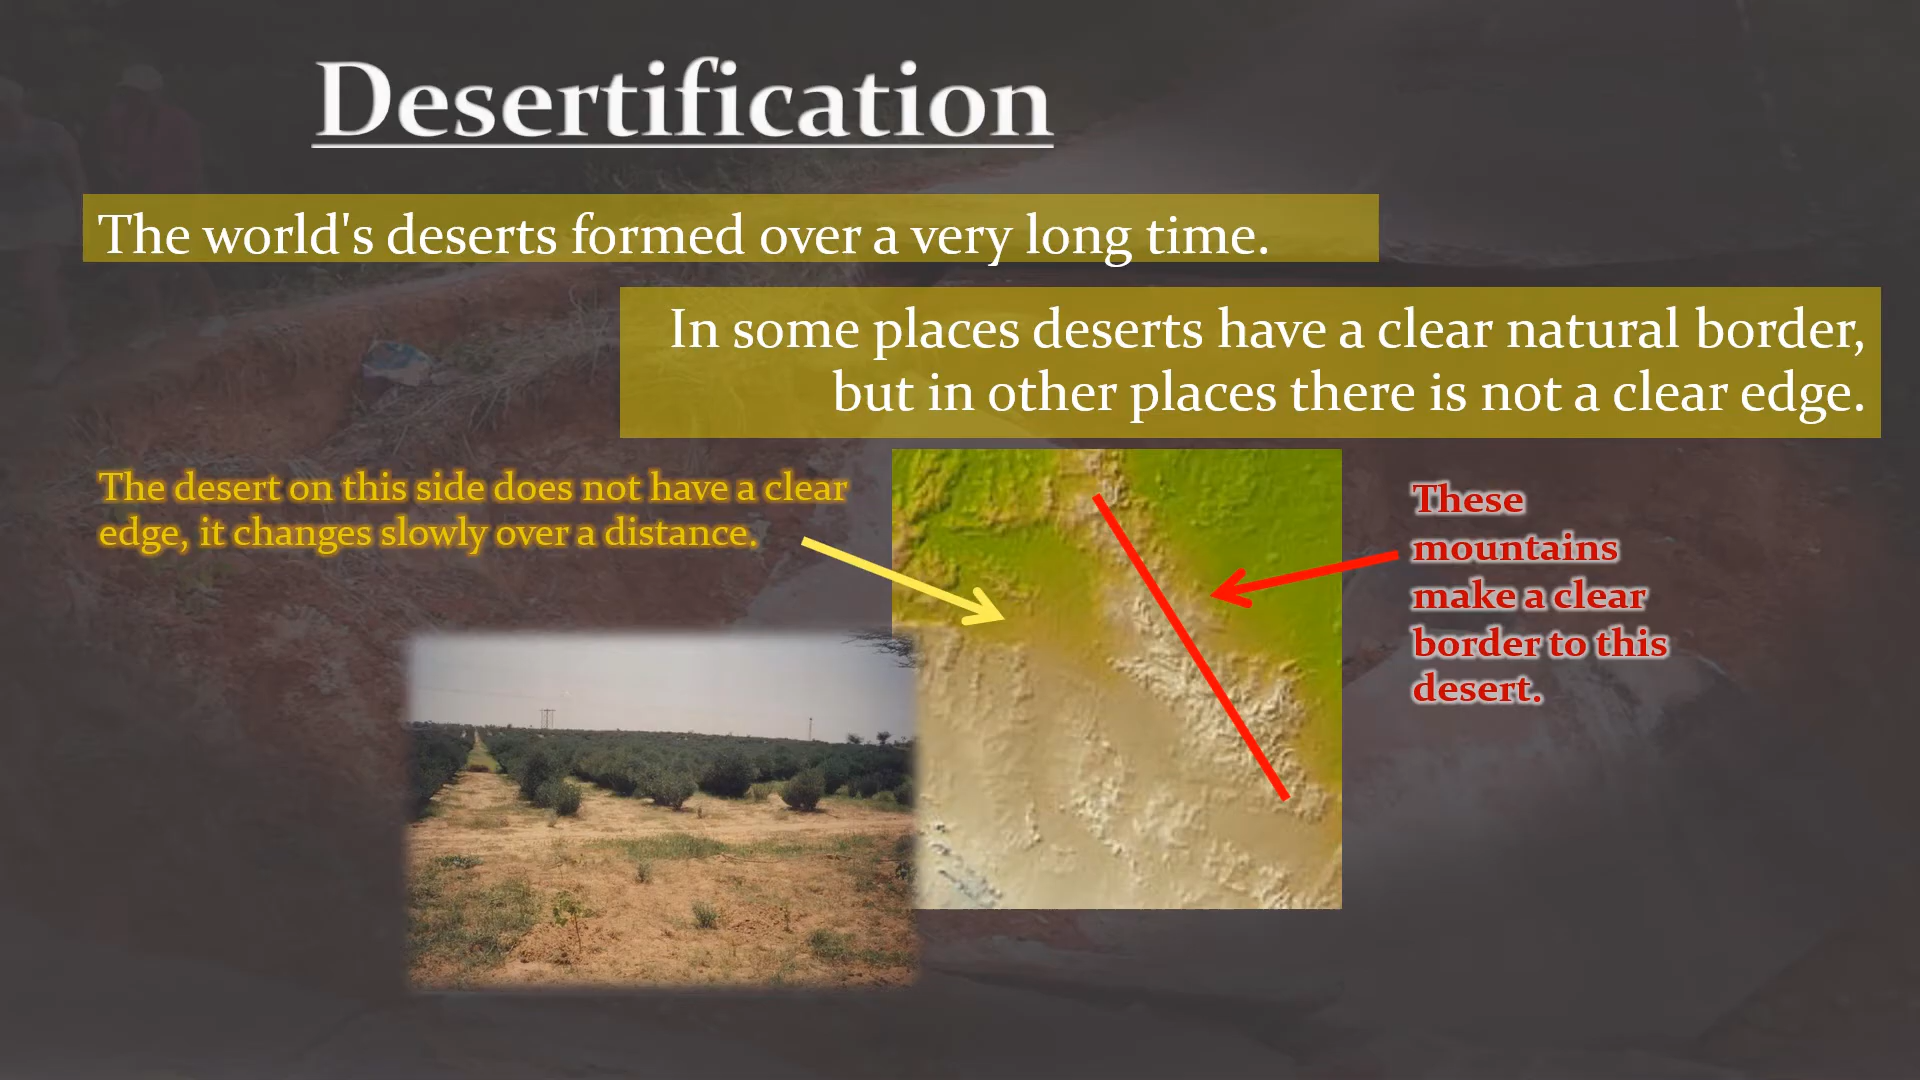 Desertification
The world's deserts formed over a very long time.
In some places deserts have a clear natural border,
but in other places there is not a clear edge.
The desert on this side does not have a clear
edge, it changes slowly over a distance.
These
mountains
make a clear
border to this
desert.